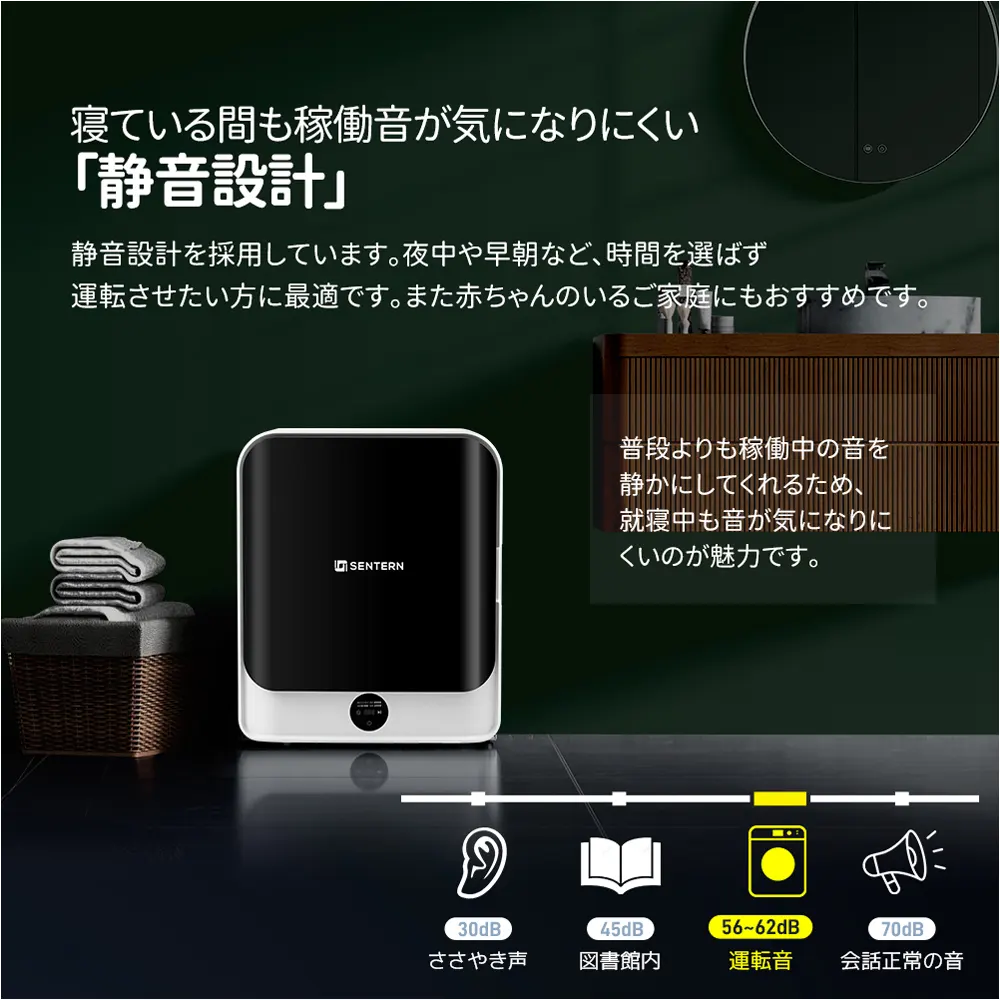 寝ている間も稼働音が気になりにくい
「静音設計」
静音設計を採用しています。夜中や早朝など、時間を選ばず
運転させたい方に最適です。また赤ちゃんのいるご家庭にもおすすめです。
普段よりも稼働中の音を
静かにしてくれるため、
就寝中も音が気になりに
くいのが魅力です。
SENTERN
30dB
45dB
56~62dB
70dB
ささやき声
図書館内
運転音
会話正常の音